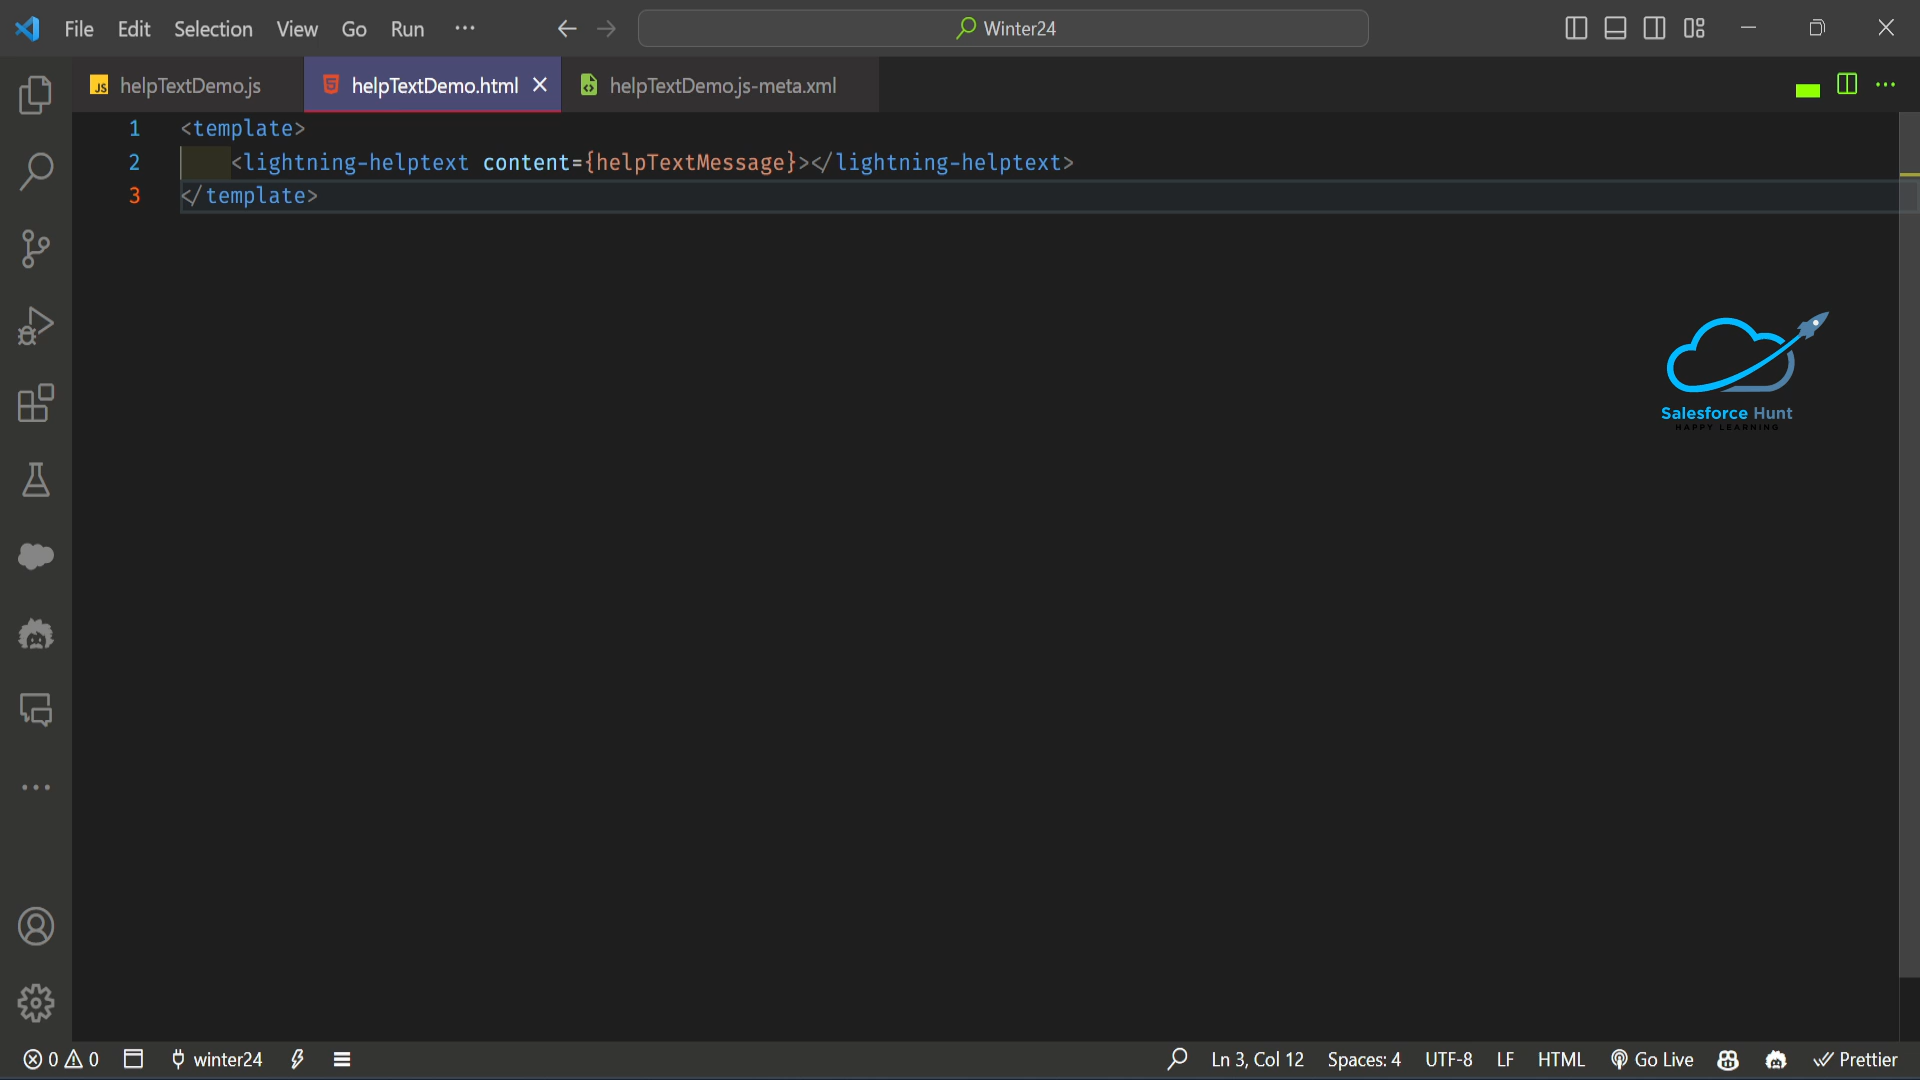 File Edit Selection View Go Run ··· Winter24
JS helpTextDemo.js 5 helpTextDemo.html helpTextDemo.js-meta.xml
1 <template>
2 <lightning-helptext content={helpTextMessage}></lightning-helptext>
3 </template>
Salesforce Hunt
HAPPY LEARNING
0 0 winter24 Ln 3, Col 12 Spaces: 4 UTF-8 LF HTML Go Live Prettier